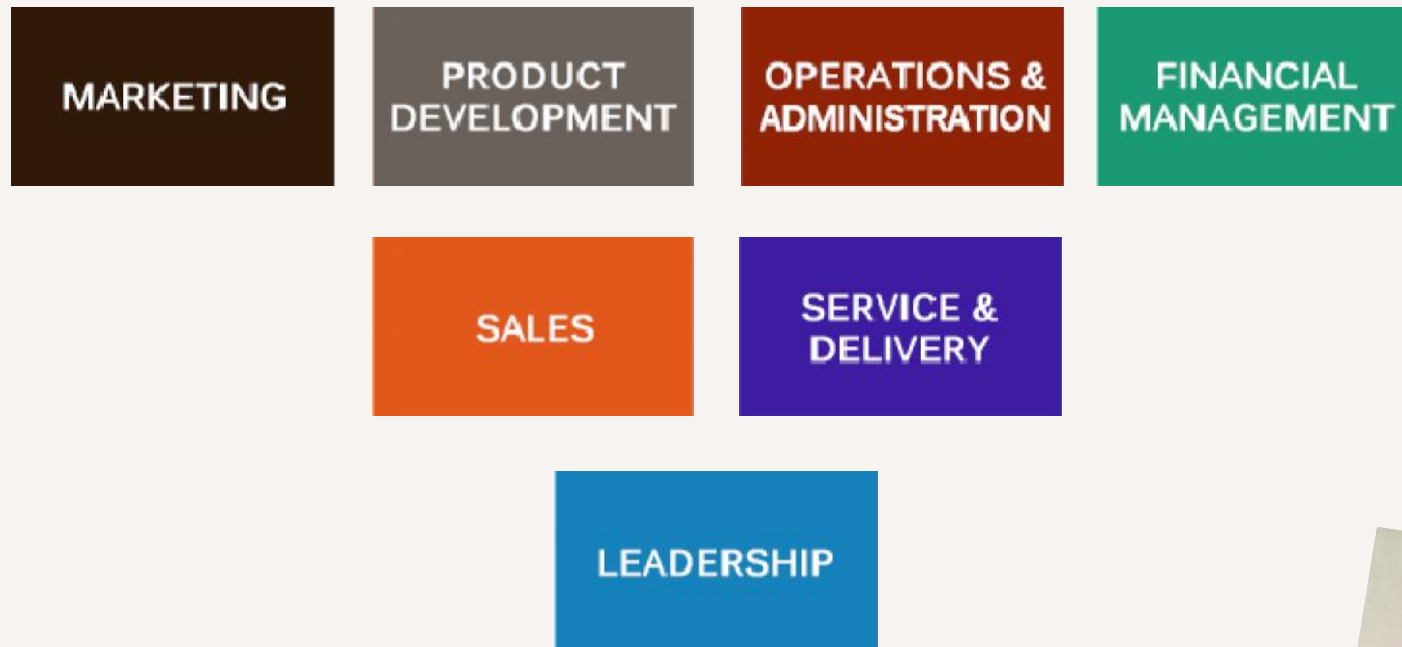 MARKETING
PRODUCT
DEVELOPMENT
OPERATIONS &
ADMINISTRATION
FINANCIAL
MANAGEMENT
SALES
SERVICE &
DELIVERY
LEADERSHIP